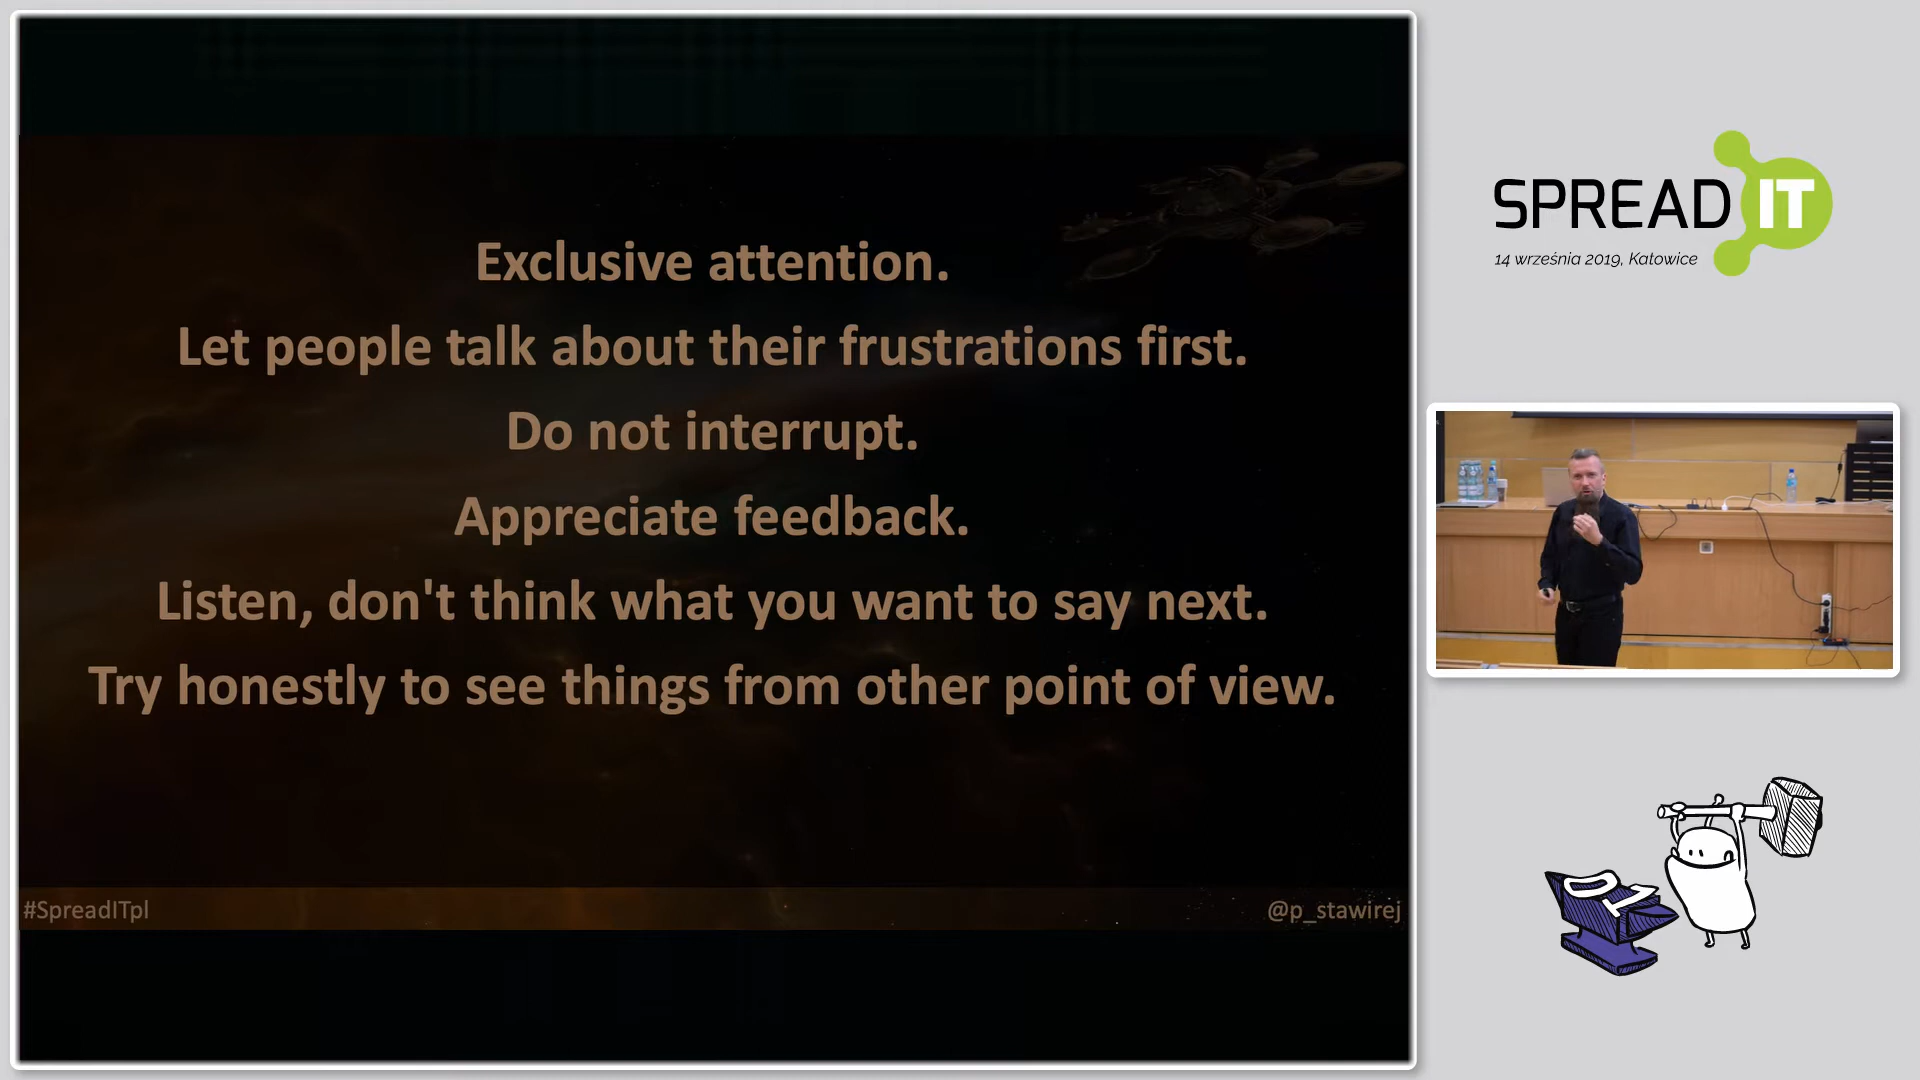 Exclusive attention.
Let people talk about their frustrations first.
Do not interrupt.
Appreciate feedback.
Listen, don't think what you want to say next.
Try honestly to see things from other point of view.
#SpreadITpl
@p_stawirej
SPREAD IT
14 września 2019, Katowice